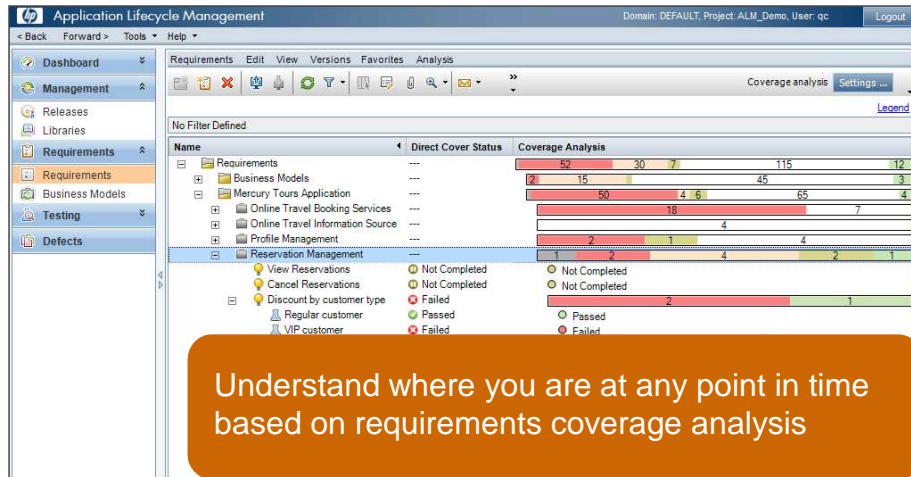 hp Application Lifecycle Management Domain: DEFAULT, Project: ALM_Demo, User: qc Logout
< Back Forward > Tools Help
Dashboard
Management
Releases
Libraries
Requirements
Requirements
Business Models
Testing
Defects
Requirements Edit View Versions Favorites Analysis
Coverage analysis Settings ...
Legend
No Filter Defined
Name Direct Cover Status Coverage Analysis
Requirements --- 52 30 7 115 12
Business Models --- 2 15 45 3
Mercury Tours Application --- 50 4 6 65 4
Online Travel Booking Services --- 18 7
Online Travel Information Source --- 4
Profile Management --- 2 1 4
Reservation Management --- 1 2 4 2 1
View Reservations Not Completed Not Completed
Cancel Reservations Not Completed Not Completed
Discount by customer type Failed 2 1
Regular customer Passed Passed
VIP customer Failed Failed
Understand where you are at any point in time
based on requirements coverage analysis